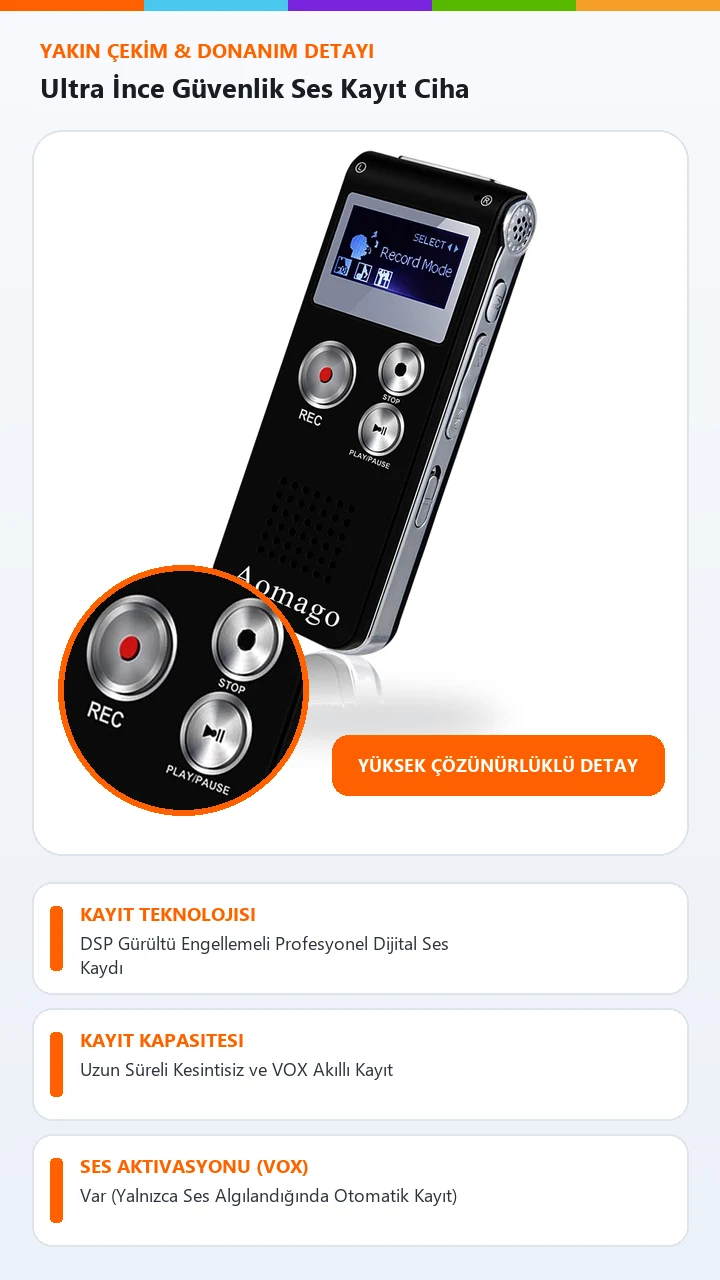 YAKIN ÇEKİM & DONANIM DETAYI
Ultra İnce Güvenlik Ses Kayıt Ciha
L
R
SELECT
Record Mode
REC
STOP
PLAY/PAUSE
Aomago
REC
STOP
PLAY/PAUSE
YÜKSEK ÇÖZÜNÜRLÜKLÜ DETAY
KAYIT TEKNOLOJISI
DSP Gürültü Engellemeli Profesyonel Dijital Ses
Kaydı
KAYIT KAPASITESI
Uzun Süreli Kesintisiz ve VOX Akıllı Kayıt
SES AKTIVASYONU (VOX)
Var (Yalnızca Ses Algılandığında Otomatik Kayıt)